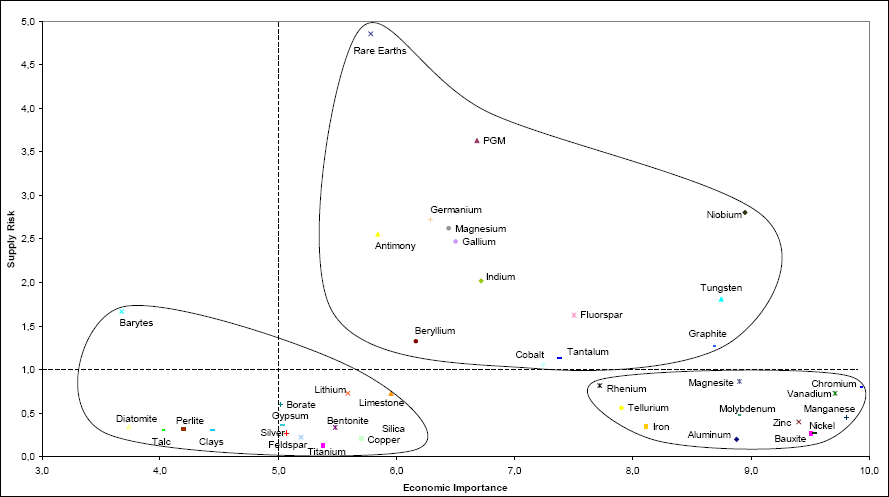 5,0
Rare Earths
4,5
4,0
PGM
3,5
3,0
Germanium
Niobium
Magnesium
Supply Risk
2,5
Antimony
Gallium
Indium
2,0
Tungsten
Fluorspar
1,5
Barytes
Beryllium
Graphite
Cobalt
Tantalum
1,0
Lithium
Rhenium
Magnesite
Chromium
Vanadium
0,5
Borate
Limestone
Tellurium
Molybdenum
Manganese
Diatomite
Perlite
Gypsum
Bentonite
Silica
Iron
Zinc
Nickel
Talc
Clays
Silver
Feldspar
Copper
Aluminum
Bauxite
Titanium
0,0
3,0 4,0 5,0 6,0 7,0 8,0 9,0 10,0
Economic Importance